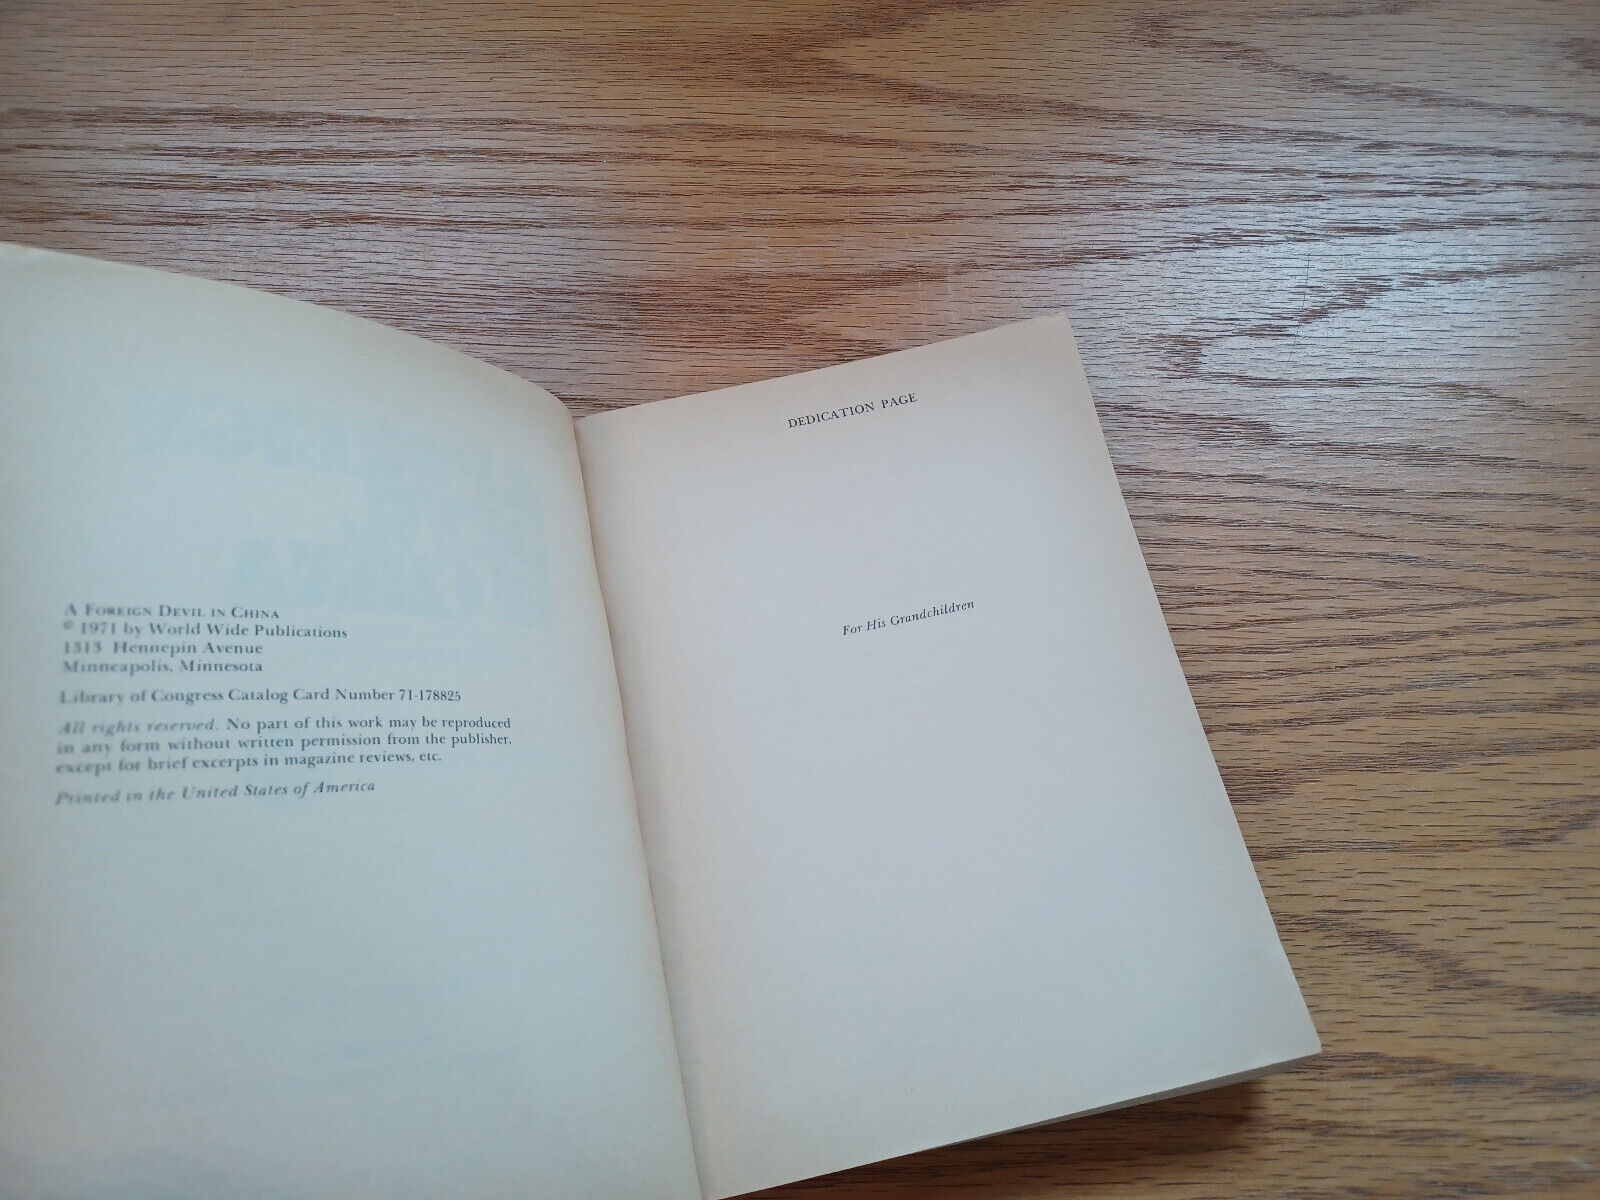 A FOREIGN DEVIL IN CHINA
© 1971 by World Wide Publications
1313 Hennepin Avenue
Minneapolis, Minnesota
Library of Congress Catalog Card Number 71-178825
All rights reserved. No part of this work may be reproduced
in any form without written permission from the publisher,
except for brief excerpts in magazine reviews, etc.
Printed in the United States of America
DEDICATION PAGE
For His Grandchildren